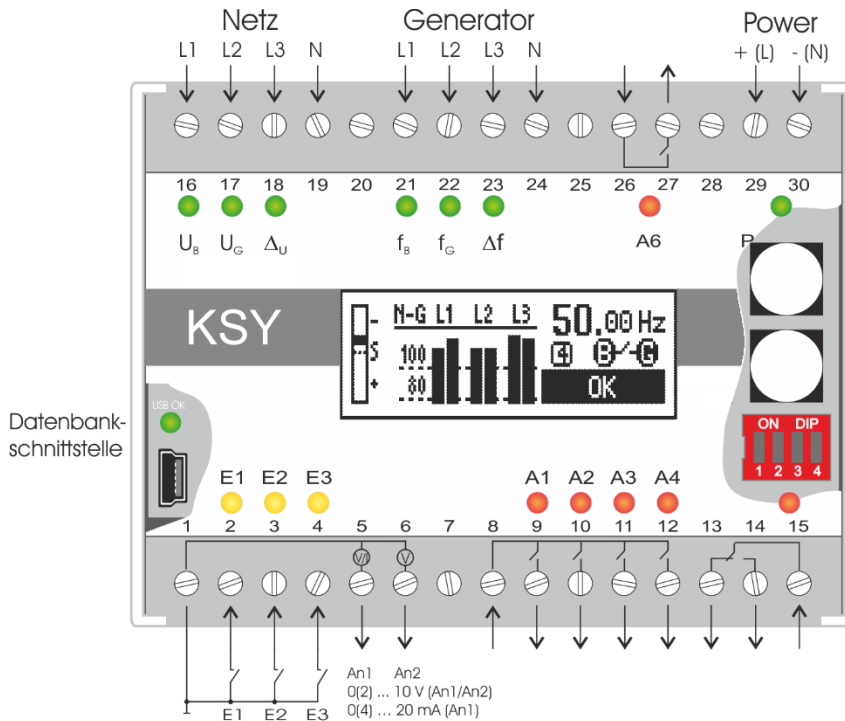 Netz Generator Power
L1 L2 L3 N L1 L2 L3 N + (L) - (N)
16 17 18 19 20 21 22 23 24 25 26 27 28 29 30
UB UG ΔU fB fG Δf A6 P
KSY
N-G L1 L2 L3 50.00 Hz
- S +
100
80
4 B G
OK
Datenbank-
schnittstelle
USB OK
ON DIP
1 2 3 4
E1 E2 E3 A1 A2 A3 A4
1 2 3 4 5 6 7 8 9 10 11 12 13 14 15
V/I V
An1 An2
0(2) ... 10 V (An1/An2)
0(4) ... 20 mA (An1)
E1 E2 E3